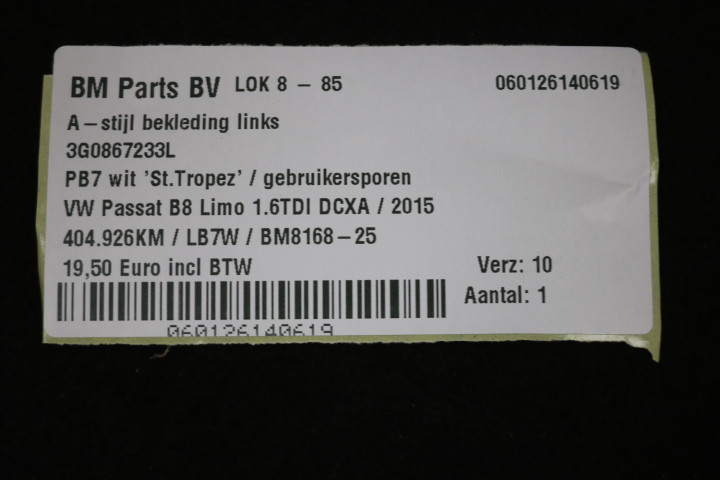 BM Parts BV LOK 8 - 85 060126140619
A-stijl bekleding links
3G0867233L
PB7 wit 'St.Tropez' / gebruikersporen
VW Passat B8 Limo 1.6TDI DCXA / 2015
404.926KM / LB7W / BM8168-25
19,50 Euro incl BTW Verz: 10
Aantal: 1
060126140619